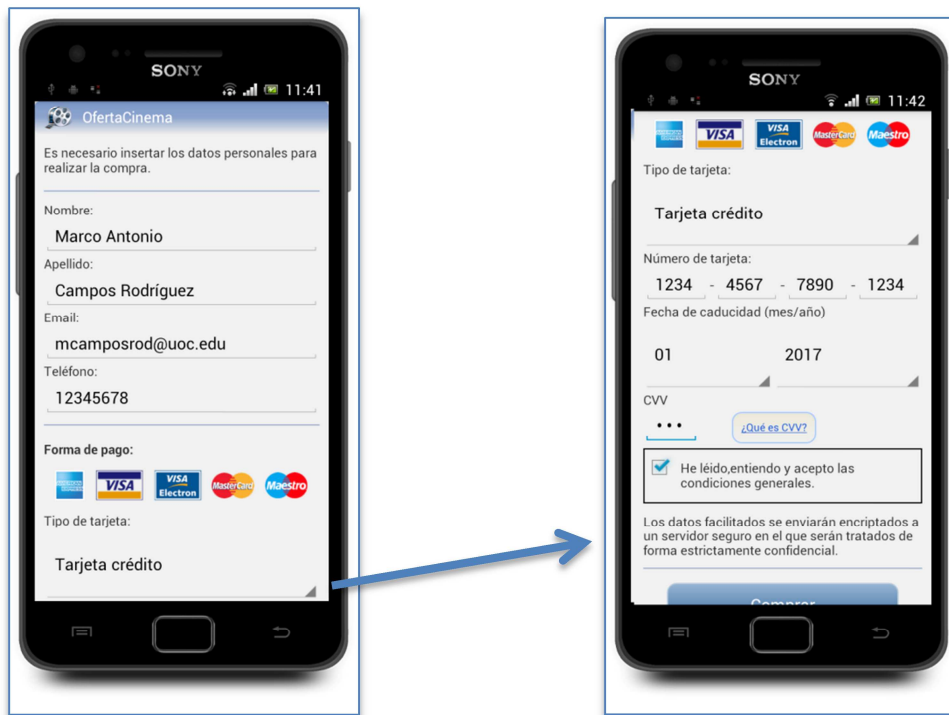 SONY
11:41
OfertaCinema
Es necesario insertar los datos personales para
realizar la compra.
Nombre:
Marco Antonio
Apellido:
Campos Rodríguez
Email:
mcamposrod@uoc.edu
Teléfono:
12345678
Forma de pago:
VISA
VISA
Electron
MasterCard
Maestro
Tipo de tarjeta:
Tarjeta crédito
SONY
11:42
VISA
VISA
Electron
MasterCard
Maestro
Tipo de tarjeta:
Tarjeta crédito
Número de tarjeta:
1234 - 4567 - 7890 - 1234
Fecha de caducidad (mes/año)
01 2017
CVV
¿Qué es CVV?
He léido,entiendo y acepto las
condiciones generales.
Los datos facilitados se enviarán encriptados a
un servidor seguro en el que serán tratados de
forma estrictamente confidencial.
Comprar